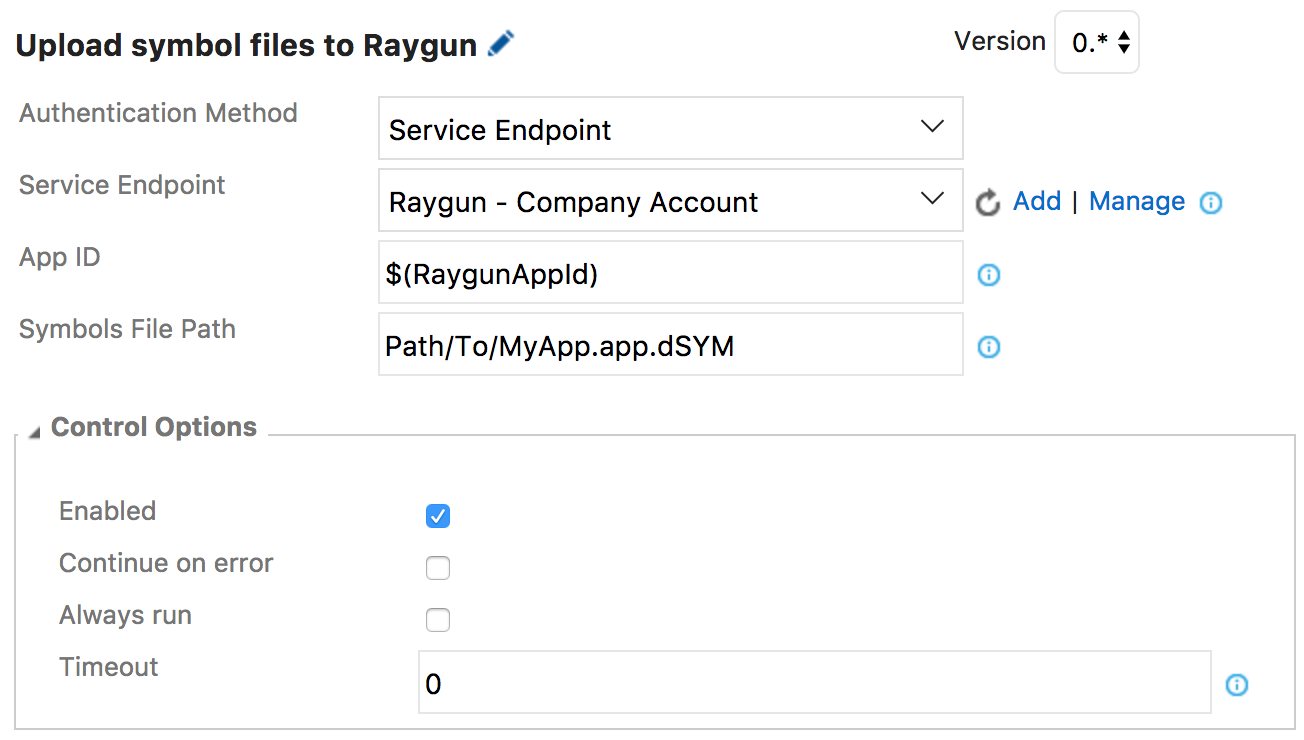 Upload symbol files to Raygun
Version 0.*
Authentication Method Service Endpoint
Service Endpoint Raygun - Company Account Add | Manage
App ID $(RaygunAppId)
Symbols File Path Path/To/MyApp.app.dSYM
Control Options
Enabled
Continue on error
Always run
Timeout 0